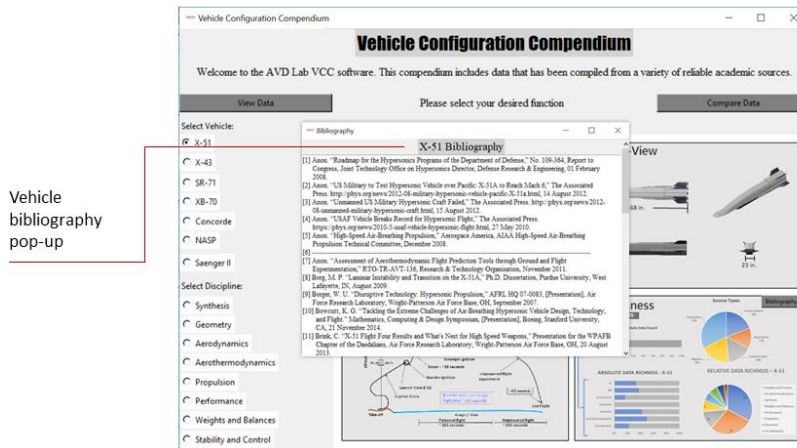 Vehicle Configuration Compendium
Vehicle Configuration Compendium
Welcome to the AVD Lab VCC software. This compendium includes data that has been compiled from a variety of reliable academic sources.
View Data
Please select your desired function
Compare Data
Select Vehicle:
X-51
X-43
SR-71
XB-70
Concorde
NASP
Saenger II
Select Discipline:
Synthesis
Geometry
Aerodynamics
Aerothermodynamics
Propulsion
Performance
Weights and Balances
Stability and Control
Vehicle
bibliography
pop-up
Bibliography
X-51 Bibliography
[1] Anon. "Roadmap for the Hypersonics Programs of the Department of Defense," No. 109-364, Report to
Congress, Joint Technology Office on Hypersonics Director, Defense Research & Engineering, 01 February
2008.
[2] Anon. "US Military to Test Hypersonic Vehicle over Pacific: X-51A to Reach Mach 6," The Associated
Press. http://phys.org/news/2012-08-military-hypersonic-vehicle-pacific-X-51a.html, 14 August 2012.
[3] Anon. "Unmanned US Military Hypersonic Craft Failed," The Associated Press. http://phys.org/news/2012-
08-unmanned-military-hypersonic-craft.html, 15 August 2012.
[4] Anon. "USAF Vehicle Breaks Record for Hypersonic Flight," The Associated Press.
https://phys.org/news/2010-5-usaf-vehicle-hypersonic-flight.html, 27 May 2010.
[5] Anon. "High-Speed Air-Breathing Propulsion," Aerospace America, AIAA High-Speed Air-Breathing
Propulsion Technical Committee, December 2008.
[6]
[7] Anon. "Assessment of Aerothermodynamic Flight Prediction Tools through Ground and Flight
Experimentation," RTO-TR-AVT-136, Research & Technology Organisation, November 2011.
[8] Borg, M. P. "Laminar Instability and Transition on the X-51A," Ph.D. Dissertation, Purdue University, West
Lafayette, IN, August 2009.
[9] Borger, W. U. "Disruptive Technology: Hypersonic Propulsion," AFRL HQ 07-0083, [Presentation], Air
Force Research Laboratory, Wright-Patterson Air Force Base, OH, September 2007.
[10] Bowcutt, K. G. "Tackling the Extreme Challenges of Air-Breathing Hypersonic Vehicle Design, Technology,
and Flight." Mathematics, Computing & Design Symposium, [Presentation], Boeing, Stanford University,
CA, 21 November 2014.
[11] Brink, C. "X-51 Flight Four Results and What's Next for High Speed Weapons," Presentation for the WPAFB
Chapter of the Daedalians, Air Force Research Laboratory, Wright-Patterson Air Force Base, OH, 20 August
2013.
-View
68 in.
23 in.
ness
Source Types
Bibliography
ABSOLUTE DATA RICHNESS - X-51
RELATIVE DATA RICHNESS – X-51